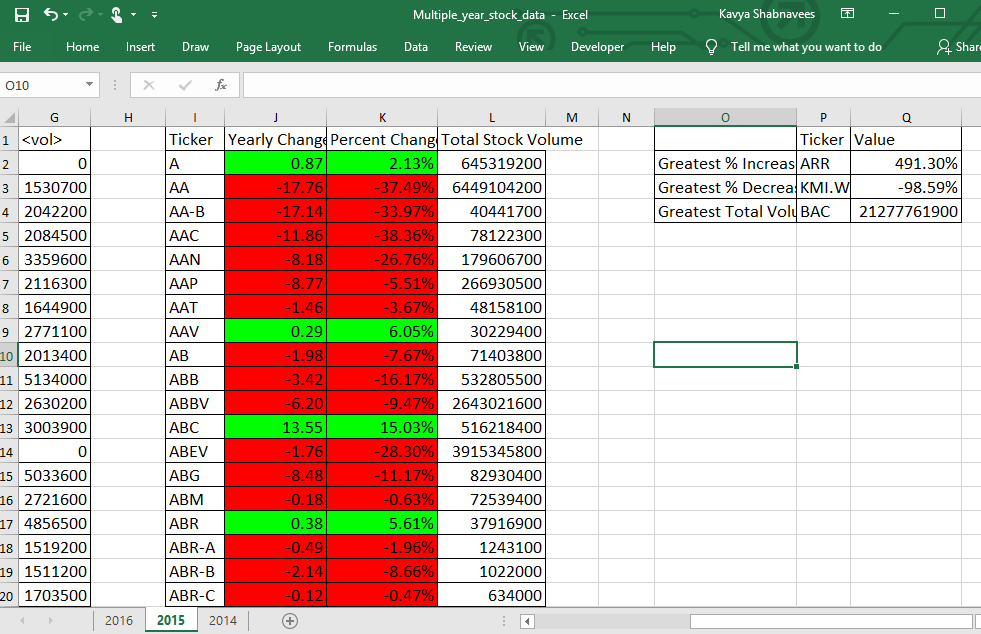 Multiple_year_stock_data - Excel Kavya Shabnavees
File Home Insert Draw Page Layout Formulas Data Review View Developer Help Tell me what you want to do Share
O10 fx
G H I J K L M N O P Q
1 <vol> Ticker Yearly Change Percent Chang Total Stock Volume Ticker Value
2 0 A 0.87 2.13% 645319200 Greatest % Increas ARR 491.30%
3 1530700 AA -17.76 -37.49% 6449104200 Greatest % Decrea KMI.W -98.59%
4 2042200 AA-B -17.14 -33.97% 40441700 Greatest Total Volu BAC 21277761900
5 2084500 AAC -11.86 -38.36% 78122300
6 3359600 AAN -8.18 -26.76% 179606700
7 2116300 AAP -8.77 -5.51% 266930500
8 1644900 AAT -1.46 -3.67% 48158100
9 2771100 AAV 0.29 6.05% 30229400
10 2013400 AB -1.98 -7.67% 71403800
11 5134000 ABB -3.42 -16.17% 532805500
12 2630200 ABBV -6.20 -9.47% 2643021600
13 3003900 ABC 13.55 15.03% 516218400
14 0 ABEV -1.76 -28.30% 3915345800
15 5033600 ABG -8.48 -11.17% 82930400
16 2721600 ABM -0.18 -0.63% 72539400
17 4856500 ABR 0.38 5.61% 37916900
18 1519200 ABR-A -0.49 -1.96% 1243100
19 1511200 ABR-B -2.14 -8.66% 1022000
20 1703500 ABR-C -0.12 -0.47% 634000
2016 2015 2014